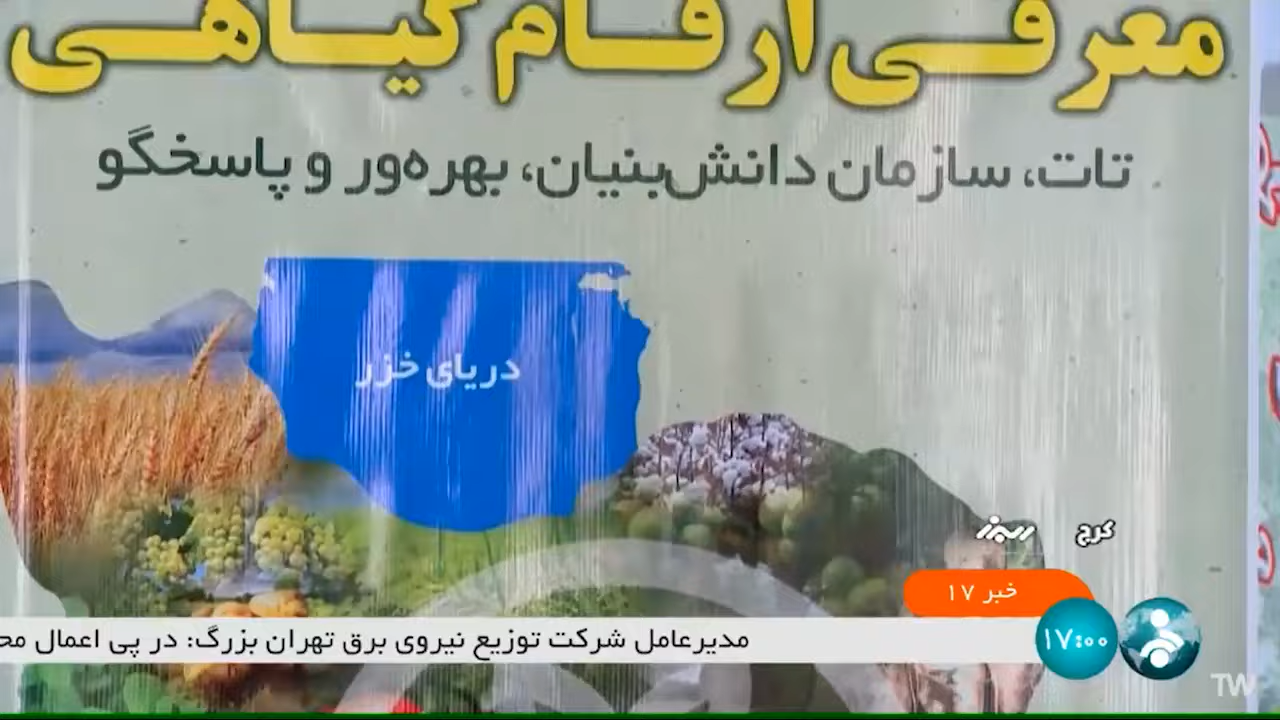 معرفی ارقام گیاهی
تات، سازمان دانش‌بنیان، بهره‌ور و پاسخگو
دریای خزر
کرج
خبر ۱۷
۱۷:۰۰
مدیرعامل شرکت توزیع نیروی برق تهران بزرگ: در پی اعمال
TW